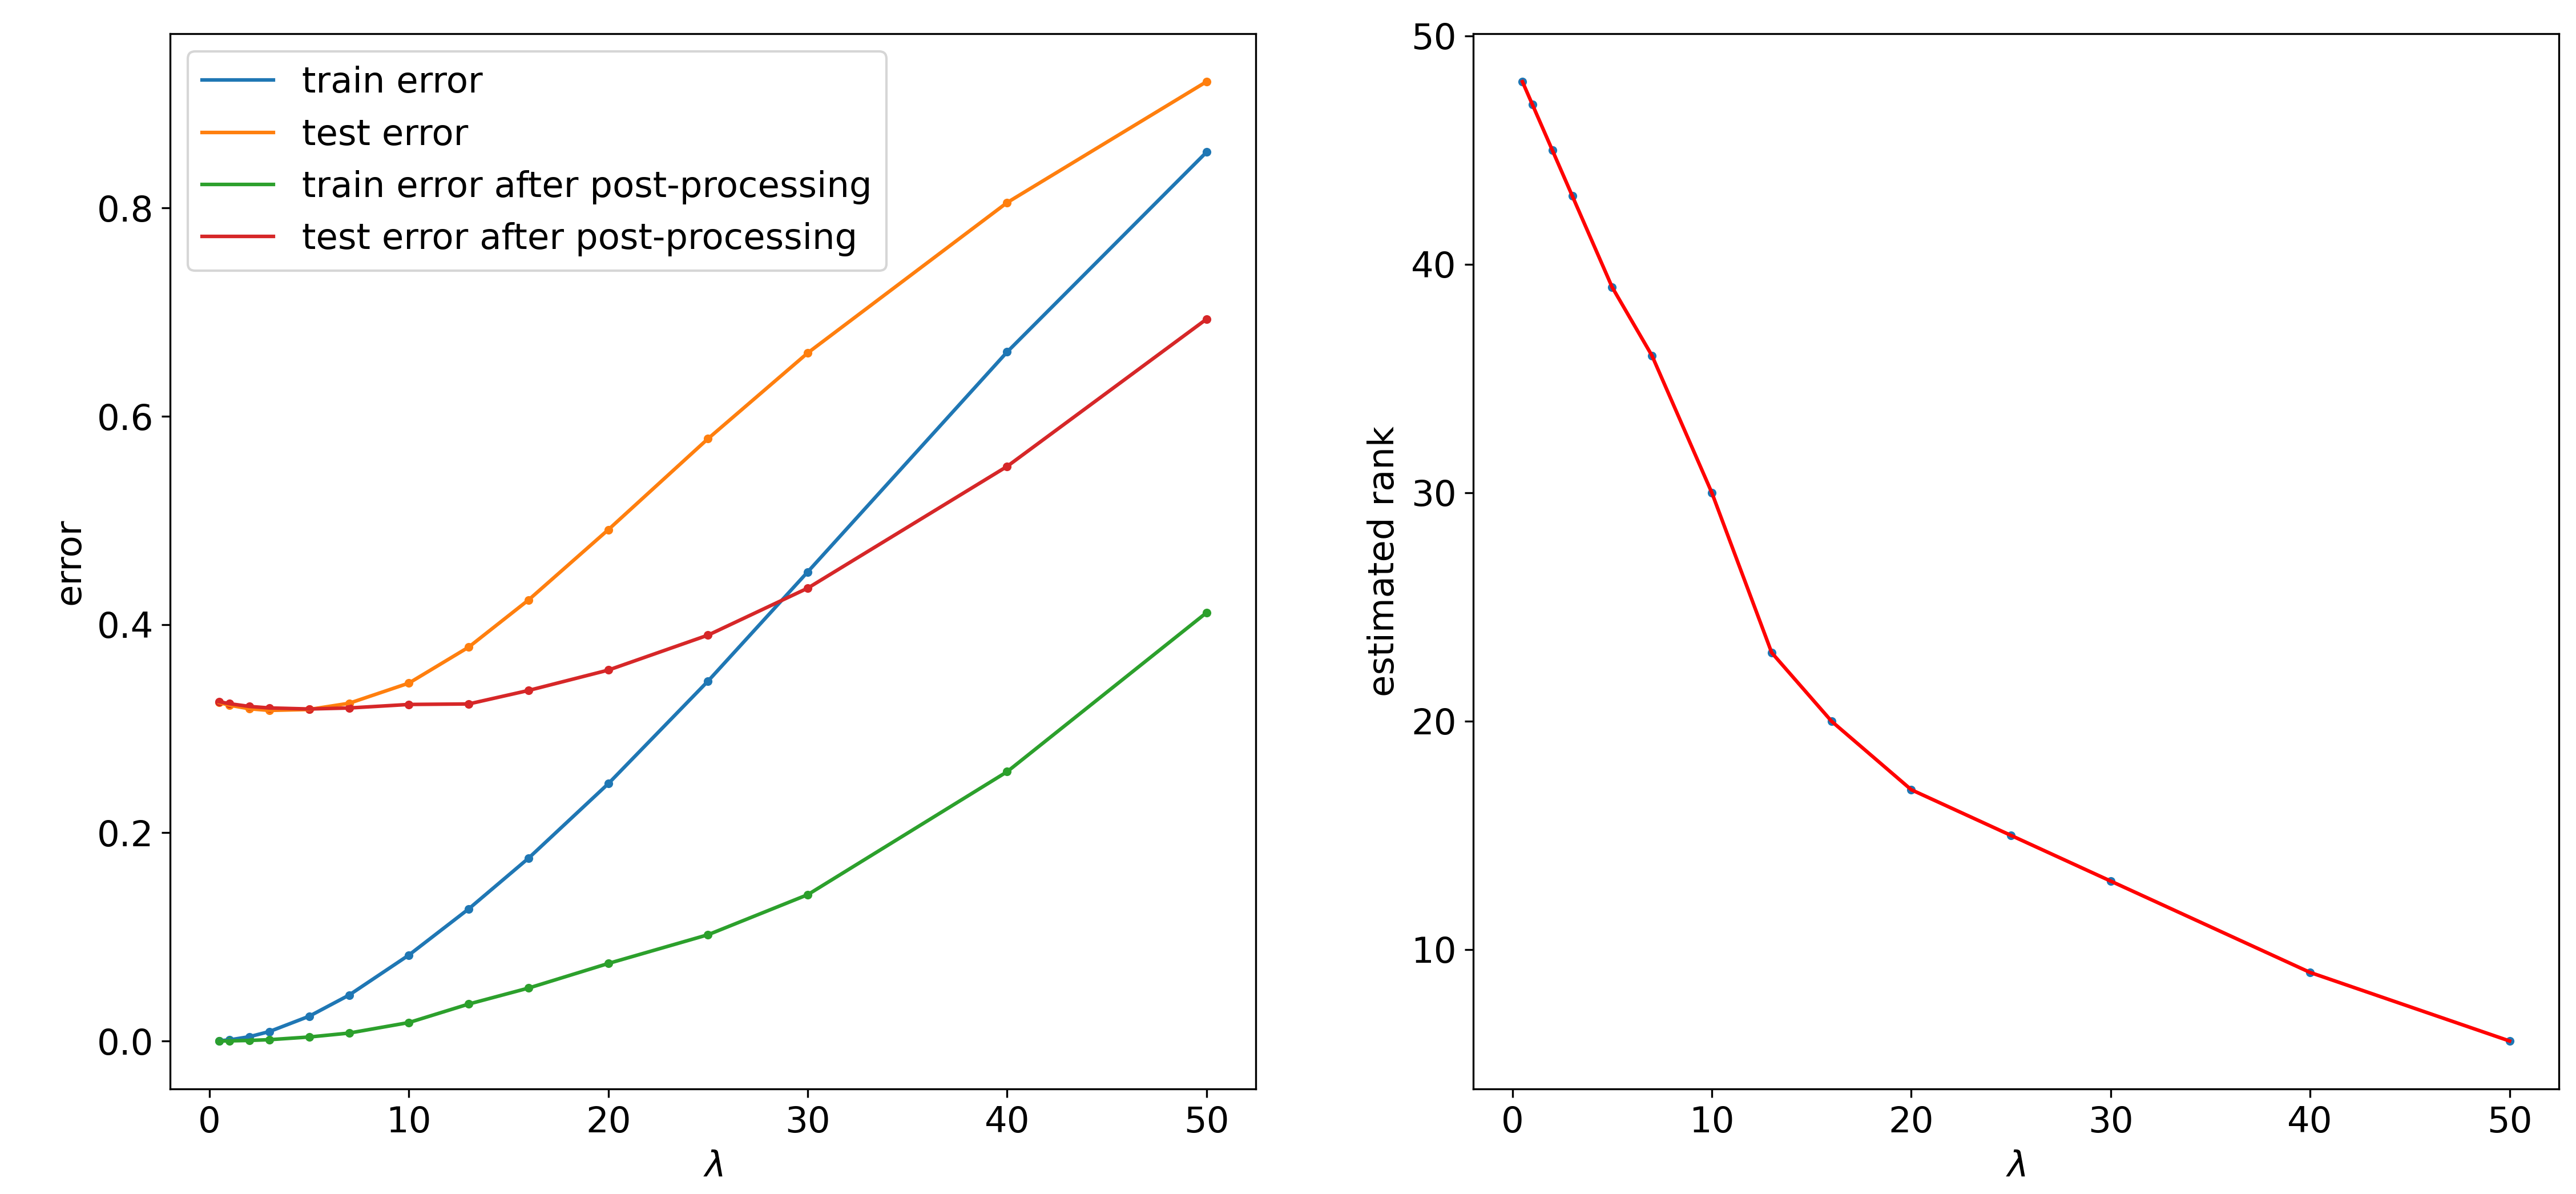 train error
test error
train error after post-processing
test error after post-processing
0.8
0.6
0.4
0.2
0.0
error
0 10 20 30 40 50
λ
50
40
30
20
10
estimated rank
0 10 20 30 40 50
λ